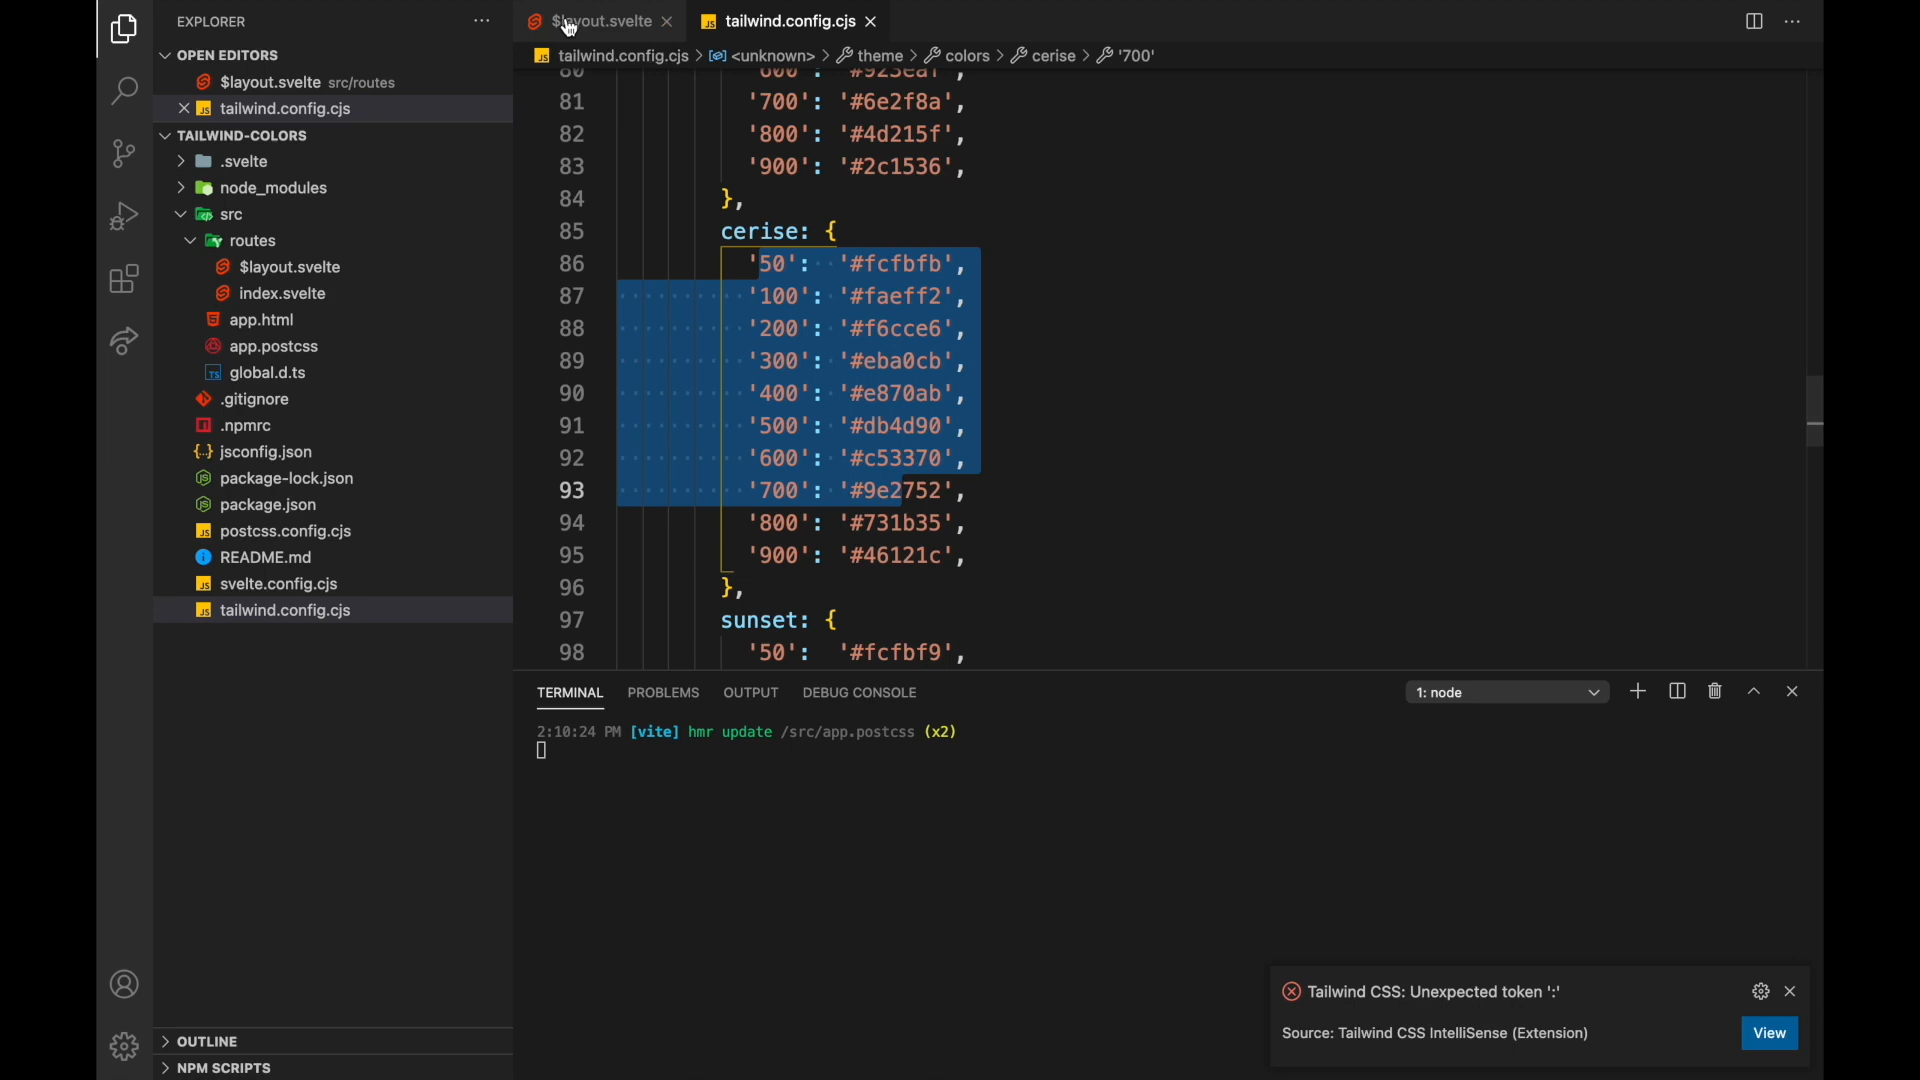 EXPLORER
OPEN EDITORS
$layout.svelte src/routes
tailwind.config.cjs
TAILWIND-COLORS
.svelte
node_modules
src
routes
$layout.svelte
index.svelte
app.html
app.postcss
global.d.ts
.gitignore
.npmrc
jsconfig.json
package-lock.json
package.json
postcss.config.cjs
README.md
svelte.config.cjs
tailwind.config.cjs
OUTLINE
NPM SCRIPTS
$layout.svelte
tailwind.config.cjs
tailwind.config.cjs > <unknown> > theme > colors > cerise > '700'
80 '600': '#923eaf',
81 '700': '#6e2f8a',
82 '800': '#4d215f',
83 '900': '#2c1536',
84 },
85 cerise: {
86 '50': '#fcfbfb',
87 '100': '#faeff2',
88 '200': '#f6cce6',
89 '300': '#eba0cb',
90 '400': '#e870ab',
91 '500': '#db4d90',
92 '600': '#c53370',
93 '700': '#9e2752',
94 '800': '#731b35',
95 '900': '#46121c',
96 },
97 sunset: {
98 '50': '#fcfbf9',
TERMINAL PROBLEMS OUTPUT DEBUG CONSOLE
1: node
2:10:24 PM [vite] hmr update /src/app.postcss (x2)
Tailwind CSS: Unexpected token ':'
Source: Tailwind CSS IntelliSense (Extension)
View